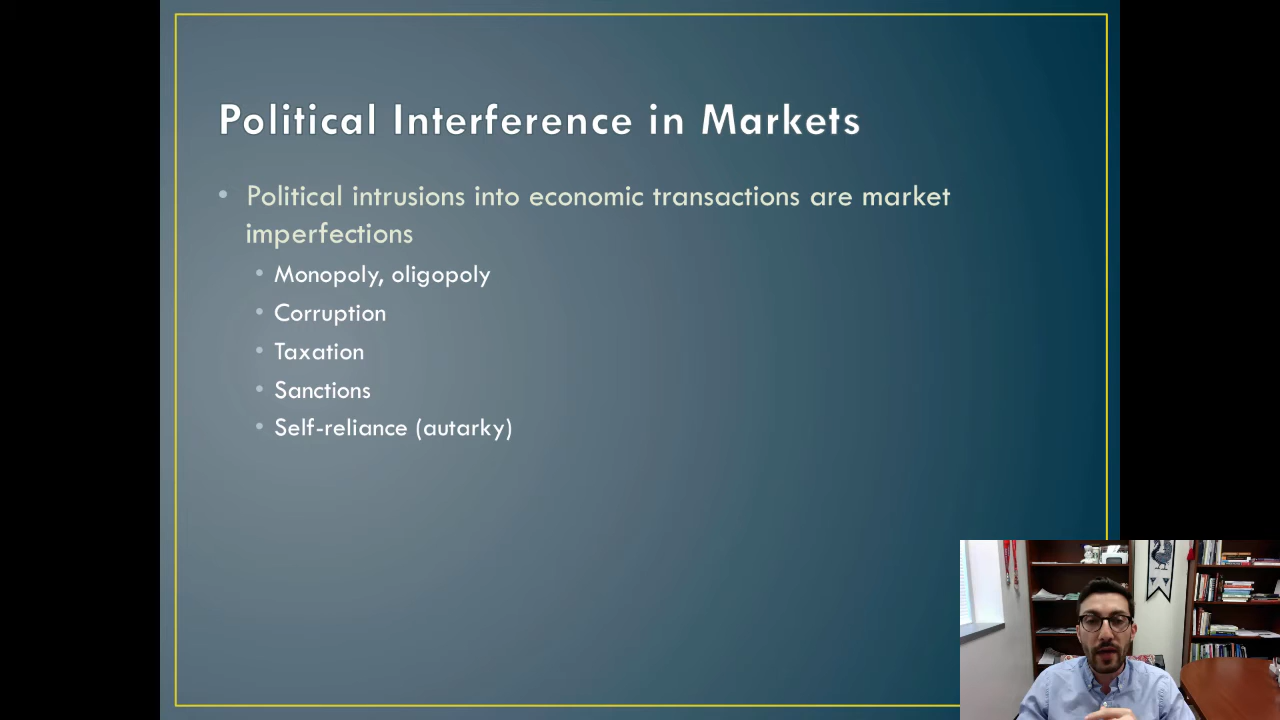 Political Interference in Markets
• Political intrusions into economic transactions are market
imperfections
• Monopoly, oligopoly
• Corruption
• Taxation
• Sanctions
• Self-reliance (autarky)